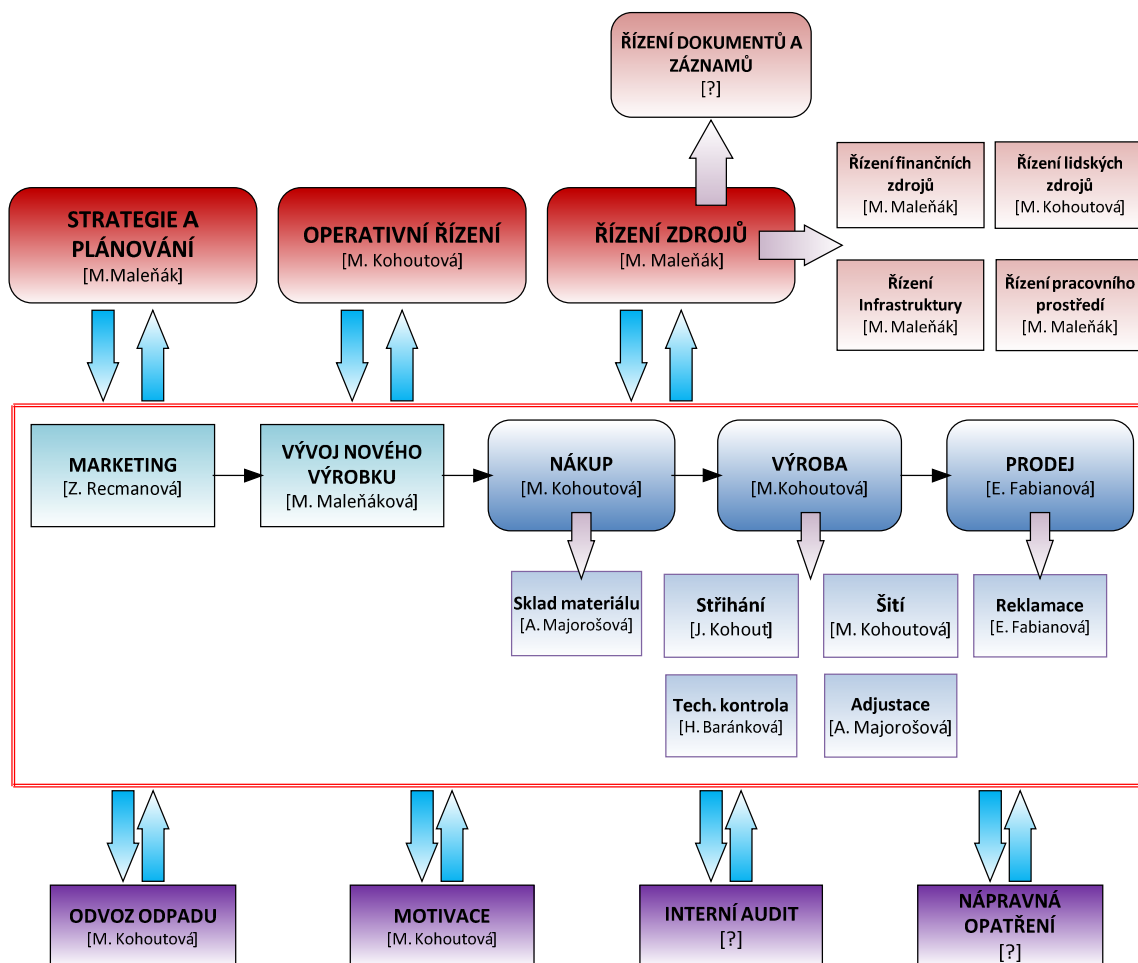 ŘÍZENÍ DOKUMENTŮ A
ZÁZNAMŮ
[?]
Řízení finančních
zdrojů
[M. Maleňák]
Řízení lidských
zdrojů
[M. Kohoutová]
STRATEGIE A
PLÁNOVÁNÍ
[M.Maleňák]
OPERATIVNÍ ŘÍZENÍ
[M. Kohoutová]
ŘÍZENÍ ZDROJŮ
[M. Maleňák]
Řízení
Infrastruktury
[M. Maleňák]
Řízení pracovního
prostředí
[M. Maleňák]
MARKETING
[Z. Recmanová]
VÝVOJ NOVÉHO
VÝROBKU
[M. Maleňáková]
NÁKUP
[M. Kohoutová]
VÝROBA
[M.Kohoutová]
PRODEJ
[E. Fabianová]
Sklad materiálu
[A. Majorošová]
Střihání
[J. Kohout]
Šití
[M. Kohoutová]
Reklamace
[E. Fabianová]
Tech. kontrola
[H. Baránková]
Adjustace
[A. Majorošová]
ODVOZ ODPADU
[M. Kohoutová]
MOTIVACE
[M. Kohoutová]
INTERNÍ AUDIT
[?]
NÁPRAVNÁ
OPATŘENÍ
[?]